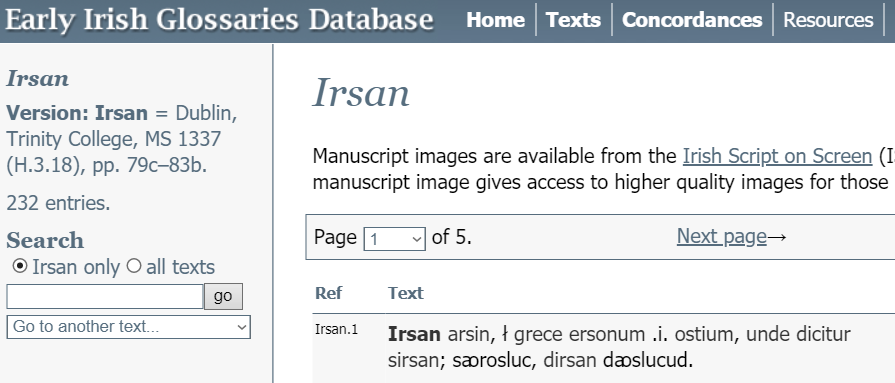 Early Irish Glossaries Database
Home Texts Concordances Resources
Irsan
Version: Irsan = Dublin,
Trinity College, MS 1337
(H.3.18), pp. 79c–83b.
232 entries.
Search
Irsan only all texts
go
Go to another text...
Irsan
Manuscript images are available from the Irish Script on Screen (I
manuscript image gives access to higher quality images for those
Page 1 of 5. Next page→
Ref Text
Irsan.1 Irsan arsin, ł grece ersonum .i. ostium, unde dicitur
sirsan; sæorosluc, dirsan dæoslucud.